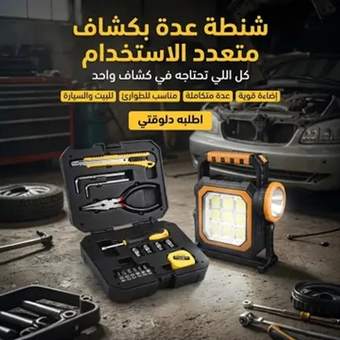 شنطة عدة بكشاف
متعدد الاستخدام
كل اللي تحتاجه في كشاف واحد
إضاءة قوية | عدة متكاملة | مناسب للطوارئ | للبيت والسيارة
اطلبه دلوقتي